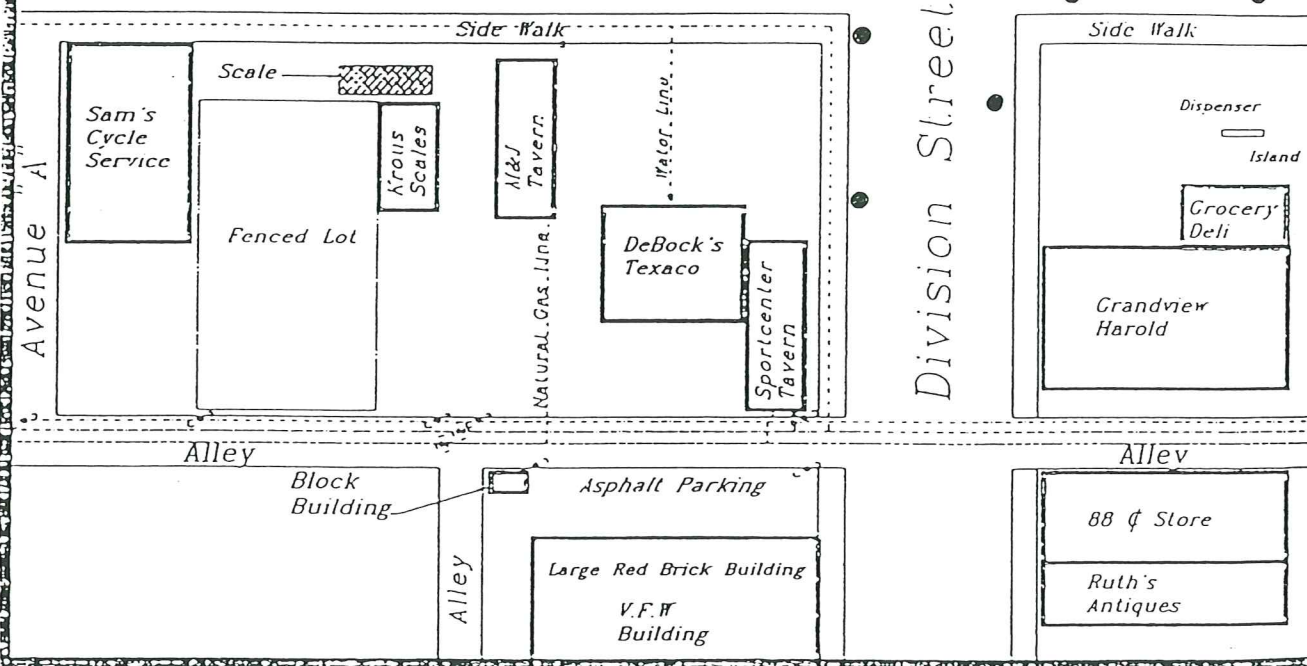 Side Walk
Side Walk
Scale
Sam's
Cycle
Service
Krous
Scales
M&J
Tavern
Water Line
Division Street
Dispenser
Island
Avenue "A"
Fenced Lot
Natural Gas Line
DeBock's
Texaco
Sportcenter
Tavern
Grocery
Deli
Grandview
Harold
Alley
Alley
Block
Building
Asphalt Parking
Alley
88 ¢ Store
Large Red Brick Building
V.F.W
Building
Ruth's
Antiques